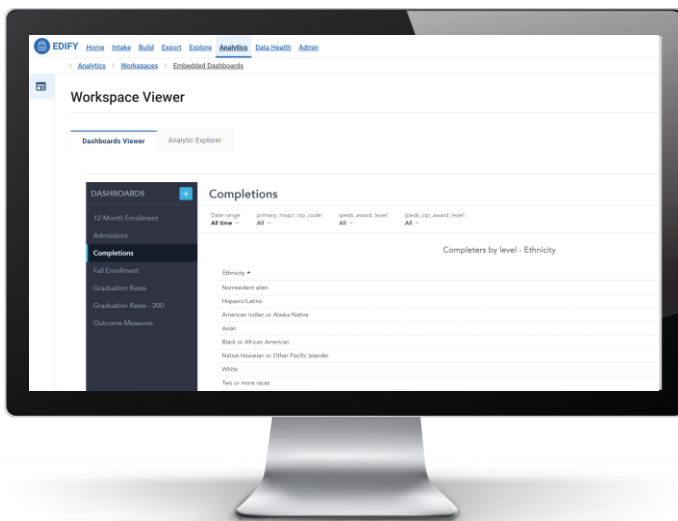 EDIFY Home Intake Build Export Explore Analytics Data Health Admin
Analytics Workspaces Embedded Dashboards
Workspace Viewer
Dashboards Viewer Analytic Explorer
DASHBOARDS +
12-Month Enrollment
Admissions
Completions
Fall Enrollment
Graduation Rates
Graduation Rates - 200
Outcome Measures
Completions
Date range primary_major_cip_code: ipeds_award_level: ipeds_cip_award_level:
All time All All All
Completers by level - Ethnicity
Ethnicity
Nonresident alien
Hispanic/Latino
American Indian or Alaska Native
Asian
Black or African American
Native Hawaiian or Other Pacific Islander
White
Two or more races